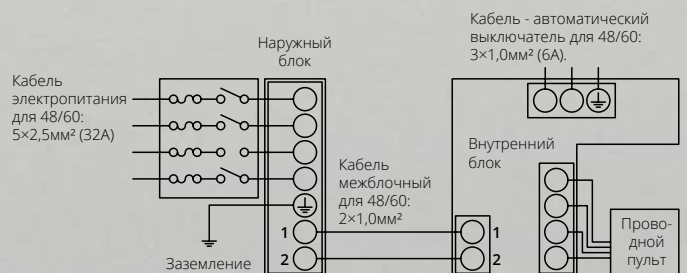 Кабель - автоматический
выключатель для 48/60:
3×1,0мм² (6А).
Наружный
блок
Кабель
электропитания
для 48/60:
5×2,5мм² (32А)
Внутренний
блок
Кабель
межблочный
для 48/60:
2×1,0мм²
Прово-
дной
пульт
1
1
2
2
Заземление